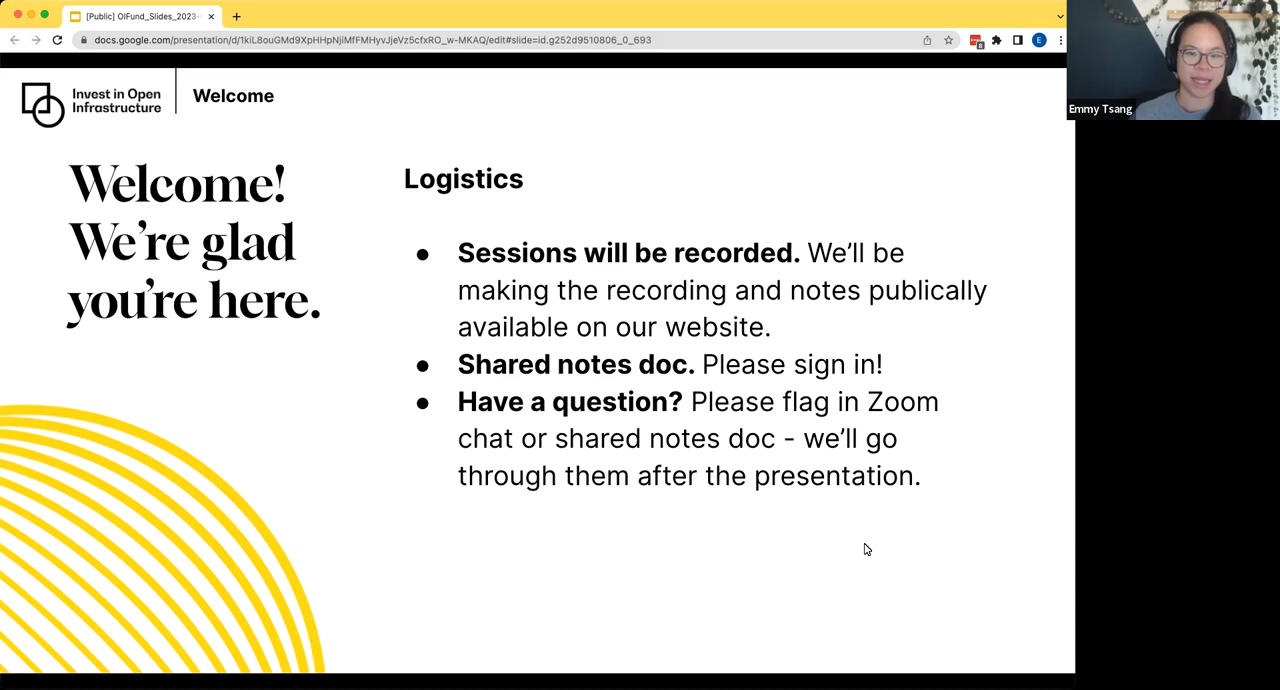 [Public] OIFund_Slides_2023-
docs.google.com/presentation/d/1kiL8ouGMd9XpHHpNjiMfFMHyvJjeVz5cfxRO_w-MKAQ/edit#slide=id.g252d9510806_0_693
E
Emmy Tsang
Invest in Open
Infrastructure
Welcome
Welcome!
We’re glad
you’re here.
Logistics
● Sessions will be recorded. We’ll be
making the recording and notes publically
available on our website.
● Shared notes doc. Please sign in!
● Have a question? Please flag in Zoom
chat or shared notes doc - we’ll go
through them after the presentation.